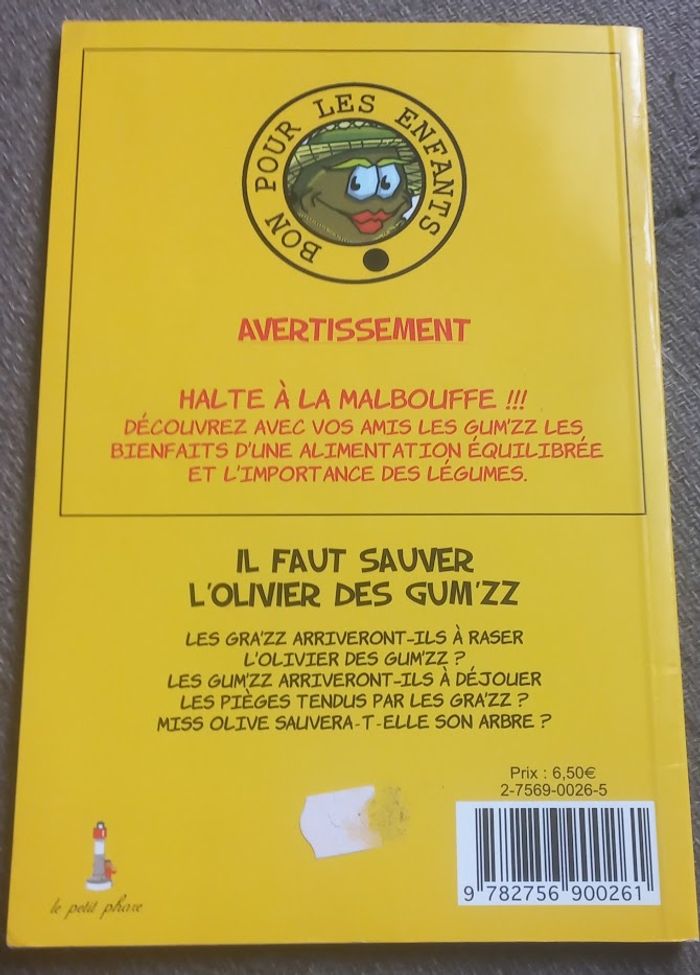 BON POUR LES ENFANTS
AVERTISSEMENT
HALTE À LA MALBOUFFE !!!
DÉCOUVREZ AVEC VOS AMIS LES GUM'ZZ LES
BIENFAITS D'UNE ALIMENTATION ÉQUILIBRÉE
ET L'IMPORTANCE DES LÉGUMES.
IL FAUT SAUVER
L'OLIVIER DES GUM'ZZ
LES GRA'ZZ ARRIVERONT-ILS À RASER
L'OLIVIER DES GUM'ZZ ?
LES GUM'ZZ ARRIVERONT-ILS À DÉJOUER
LES PIÈGES TENDUS PAR LES GRA'ZZ ?
MISS OLIVE SAUVERA-T-ELLE SON ARBRE ?
Prix : 6,50€
2-7569-0026-5
9 782756 900261
le petit phare